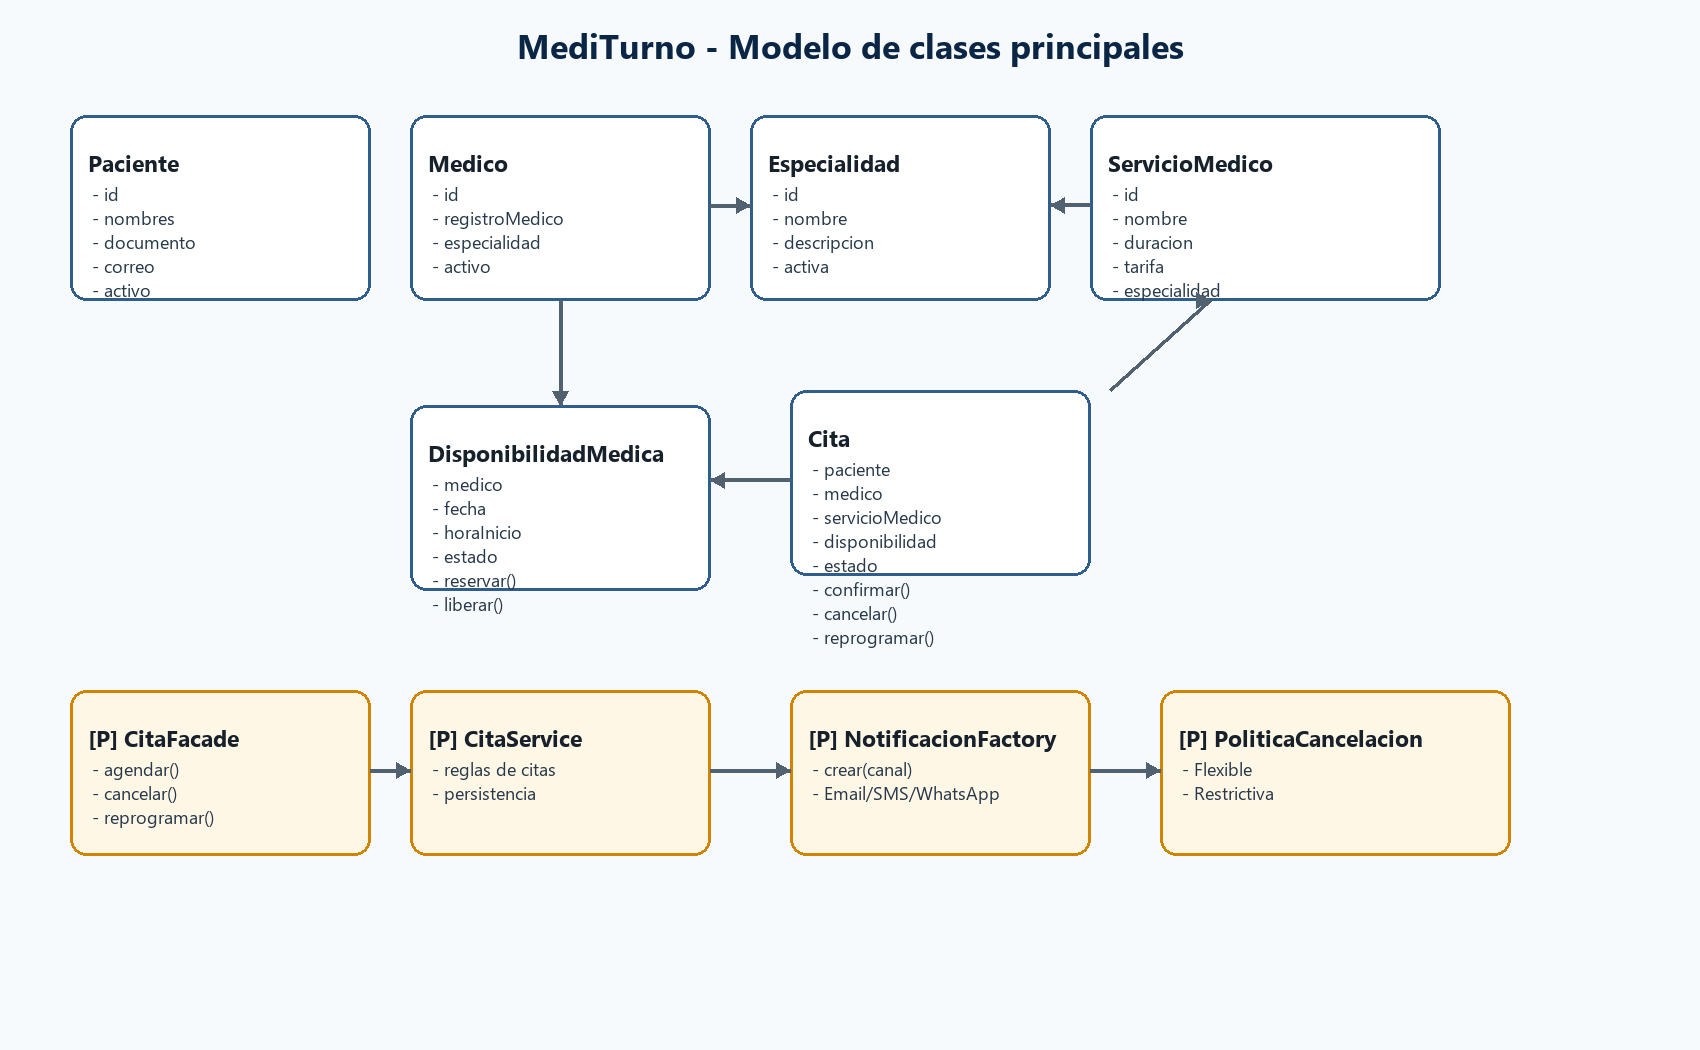 MediTurno - Modelo de clases principales
Paciente
- id
- nombres
- documento
- correo
- activo
Medico
- id
- registroMedico
- especialidad
- activo
Especialidad
- id
- nombre
- descripcion
- activa
ServicioMedico
- id
- nombre
- duracion
- tarifa
- especialidad
DisponibilidadMedica
- medico
- fecha
- horaInicio
- estado
- reservar()
- liberar()
Cita
- paciente
- medico
- servicioMedico
- disponibilidad
- estado
- confirmar()
- cancelar()
- reprogramar()
[P] CitaFacade
- agendar()
- cancelar()
- reprogramar()
[P] CitaService
- reglas de citas
- persistencia
[P] NotificacionFactory
- crear(canal)
- Email/SMS/WhatsApp
[P] PoliticaCancelacion
- Flexible
- Restrictiva